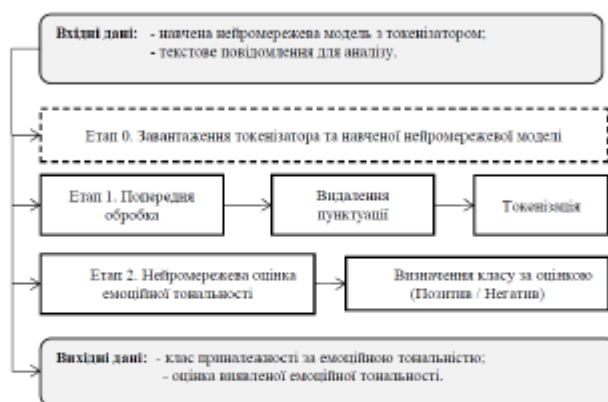 Вхідні дані: - навчена нейромережева модель з токенізатором;
- текстове повідомлення для аналізу.
Етап 0. Завантаження токенізатора та навченої нейромережевої моделі
Етап 1. Попередня
обробка
Видалення
пунктуації
Токенізація
Етап 2. Нейромережева оцінка
емоційної тональності
Визначення класу за оцінкою
(Позитив / Негатив)
Вихідні дані: - клас приналежності за емоційною тональністю;
- оцінка виявленої емоційної тональності.